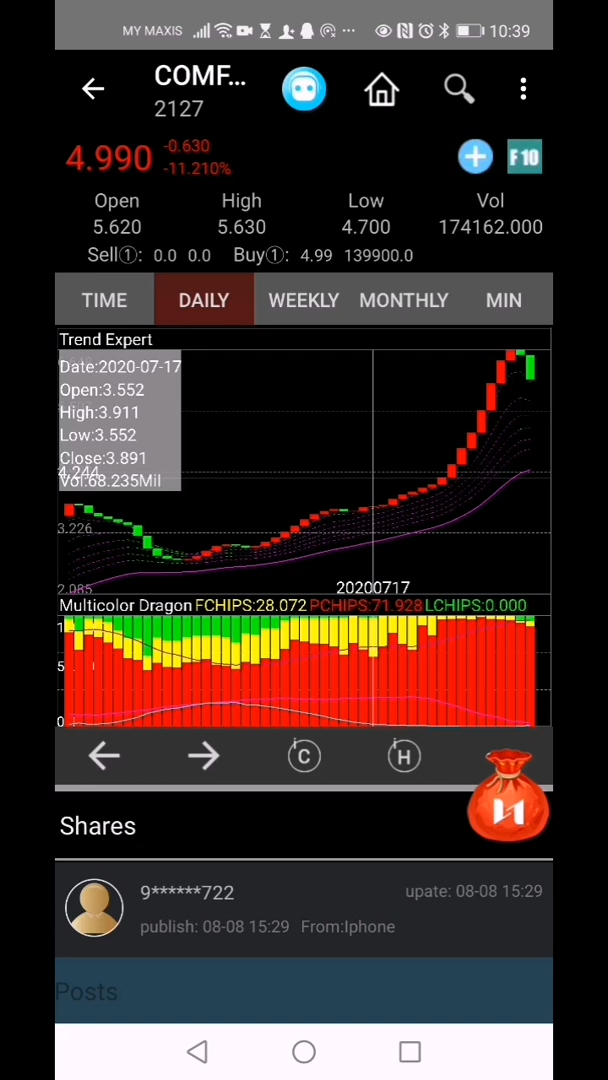 MY MAXIS 10:39
COMF...
2127
4.990 -0.630
-11.210%
F10
Open High Low Vol
5.620 5.630 4.700 174162.000
Sell①: 0.0 0.0 Buy①: 4.99 139900.0
TIME DAILY WEEKLY MONTHLY MIN
Trend Expert
Date:2020-07-17
Open:3.552
High:3.911
Low:3.552
Close:3.891
4.244
Vol:68.235Mil
3.226
2.065
20200717
Multicolor Dragon FCHIPS:28.072 PCHIPS:71.928 LCHIPS:0.000
C H
Shares
9******722 upate: 08-08 15:29
publish: 08-08 15:29 From:Iphone
Posts